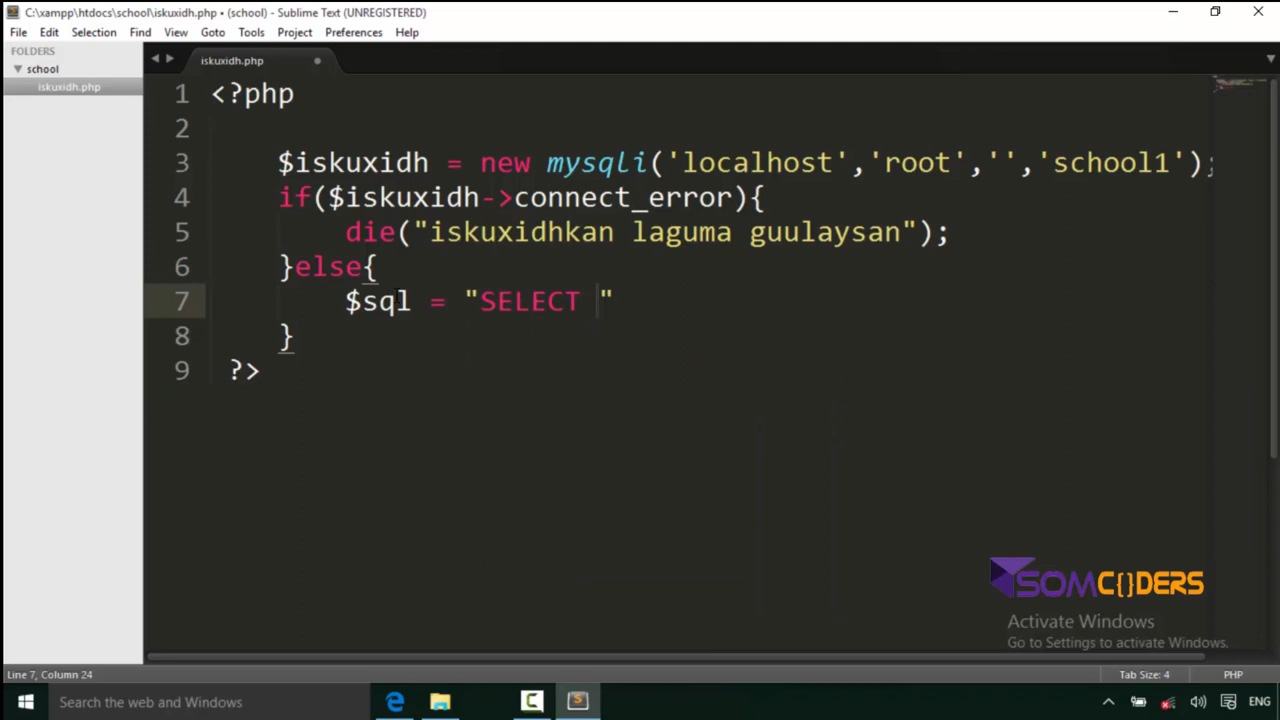 C:\xampp\htdocs\school\iskuxidh.php • (school) - Sublime Text (UNREGISTERED)
File Edit Selection Find View Goto Tools Project Preferences Help
FOLDERS
school
iskuxidh.php
iskuxidh.php
1 <?php
2
3 $iskuxidh = new mysqli('localhost','root','','school1');
4 if($iskuxidh->connect_error){
5 die("iskuxidhkan laguma guulaysan");
6 }else{
7 $sql = "SELECT "
8 }
9 ?>
SOMC{}DERS
Activate Windows
Go to Settings to activate Windows.
Line 7, Column 24
Tab Size: 4
PHP
Search the web and Windows
ENG